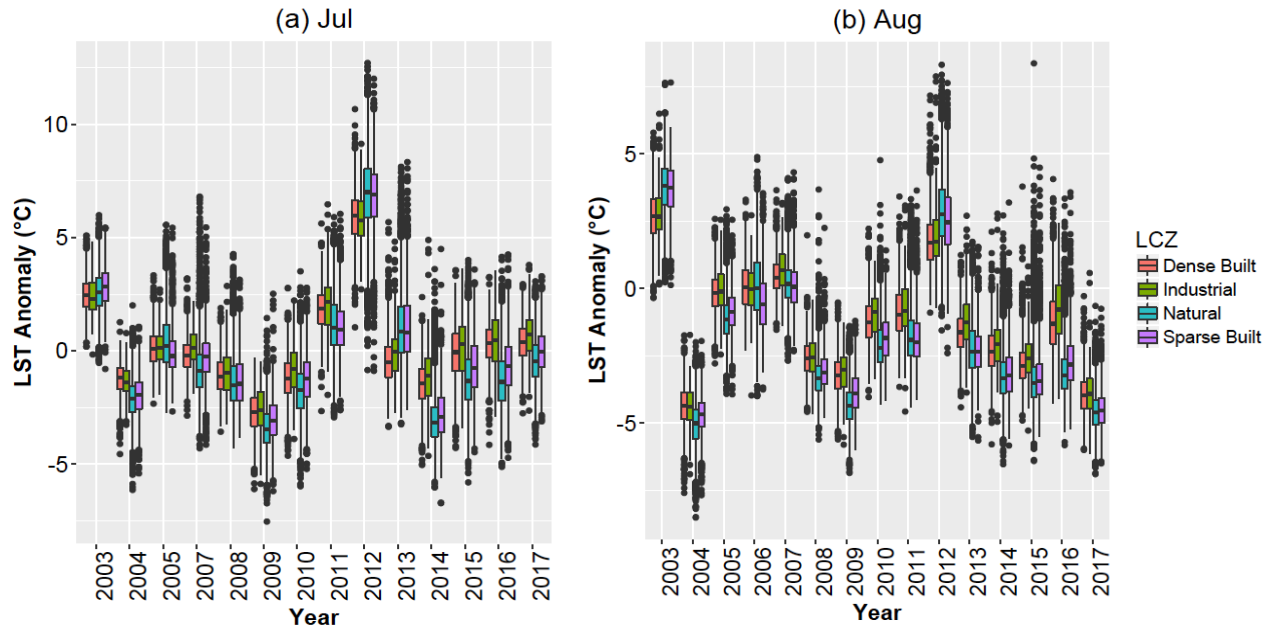 (a) Jul
(b) Aug
LST Anomaly (°C)
10
5
0
-5
2003 2004 2005 2007 2008 2009 2010 2011 2012 2013 2014 2015 2016 2017
Year
LST Anomaly (°C)
5
0
-5
2003 2004 2005 2006 2007 2008 2009 2010 2011 2012 2013 2014 2015 2016 2017
Year
LCZ
Dense Built
Industrial
Natural
Sparse Built